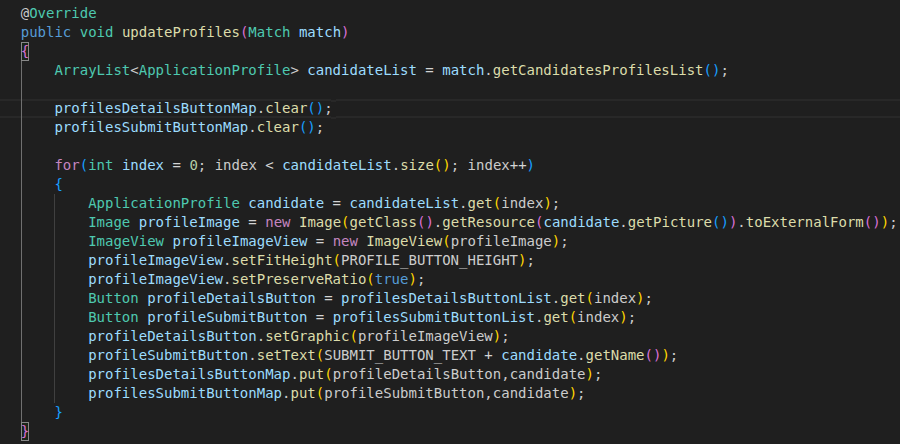 @Override
public void updateProfiles(Match match)
{
    ArrayList<ApplicationProfile> candidateList = match.getCandidatesProfilesList();

    profilesDetailsButtonMap.clear();
    profilesSubmitButtonMap.clear();

    for(int index = 0; index < candidateList.size(); index++)
    {
        ApplicationProfile candidate = candidateList.get(index);
        Image profileImage = new Image(getClass().getResource(candidate.getPicture()).toExternalForm());
        ImageView profileImageView = new ImageView(profileImage);
        profileImageView.setFitHeight(PROFILE_BUTTON_HEIGHT);
        profileImageView.setPreserveRatio(true);
        Button profileDetailsButton = profilesDetailsButtonList.get(index);
        Button profileSubmitButton = profilesSubmitButtonList.get(index);
        profileDetailsButton.setGraphic(profileImageView);
        profileSubmitButton.setText(SUBMIT_BUTTON_TEXT + candidate.getName());
        profilesDetailsButtonMap.put(profileDetailsButton,candidate);
        profilesSubmitButtonMap.put(profileSubmitButton,candidate);
    }
}